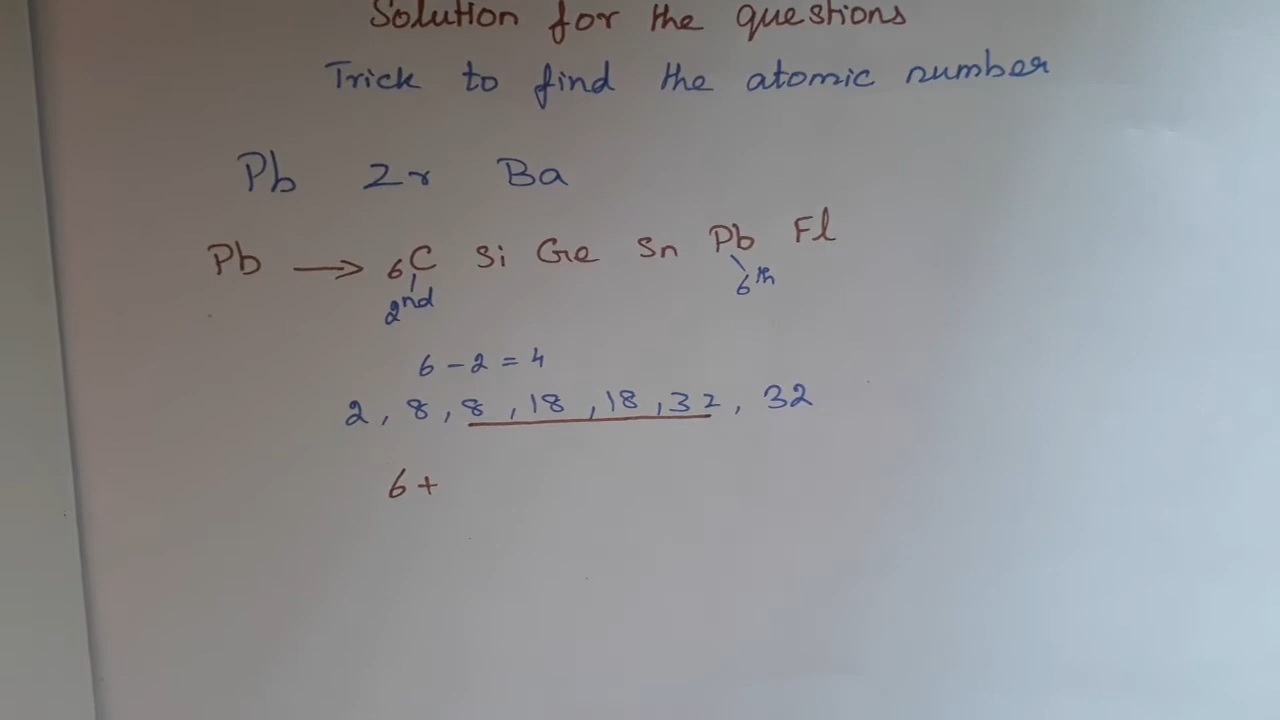 Solution for the questions
Trick to find the atomic number
Pb Zr Ba
Pb → 6C Si Ge Sn Pb Fl
2nd 6th
6 - 2 = 4
2, 8, 8, 18, 18, 32, 32
6 +